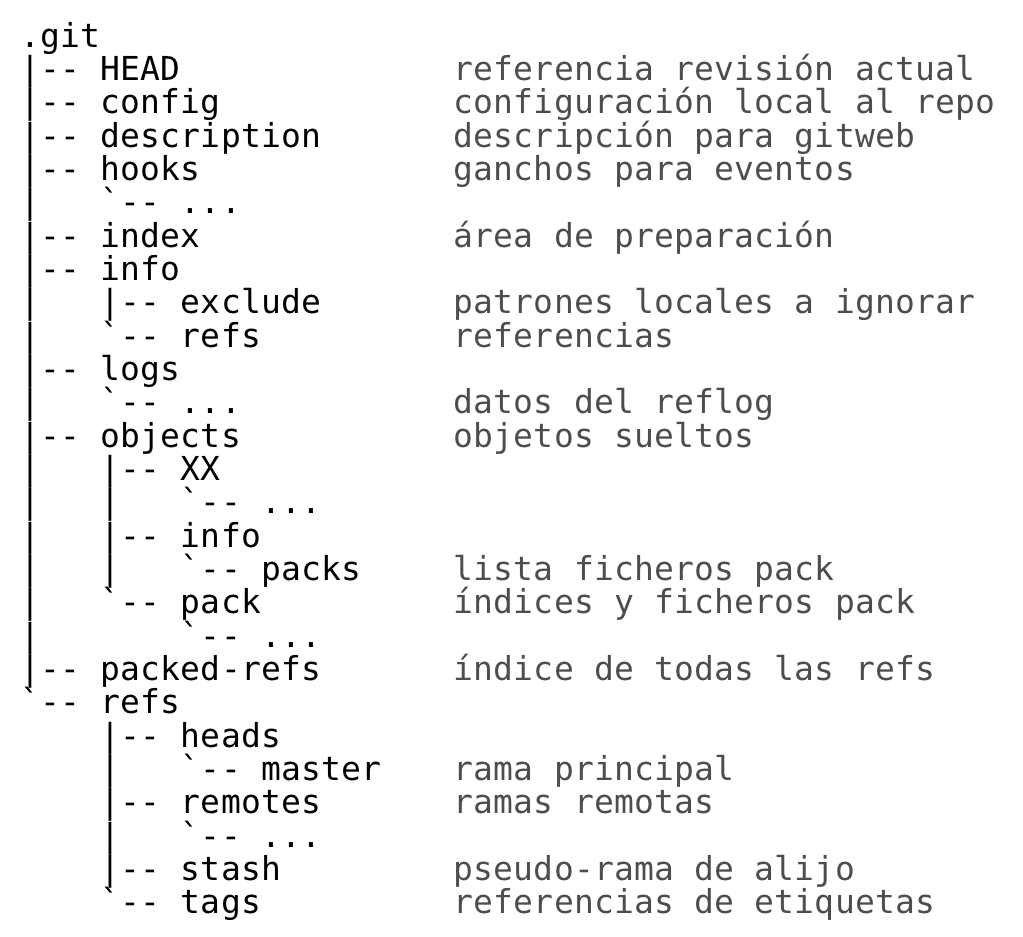 .git
|-- HEAD              referencia revisión actual
|-- config            configuración local al repo
|-- description       descripción para gitweb
|-- hooks             ganchos para eventos
|   `-- ...
|-- index             área de preparación
|-- info
|   |-- exclude       patrones locales a ignorar
|   `-- refs          referencias
|-- logs
|   `-- ...           datos del reflog
|-- objects           objetos sueltos
|   |-- XX
|   |   `-- ...
|   |-- info
|   |   `-- packs     lista ficheros pack
|   `-- pack          índices y ficheros pack
|       `-- ...
|-- packed-refs       índice de todas las refs
`-- refs
    |-- heads
    |   `-- master    rama principal
    |-- remotes       ramas remotas
    |   `-- ...
    |-- stash         pseudo-rama de alijo
    `-- tags          referencias de etiquetas